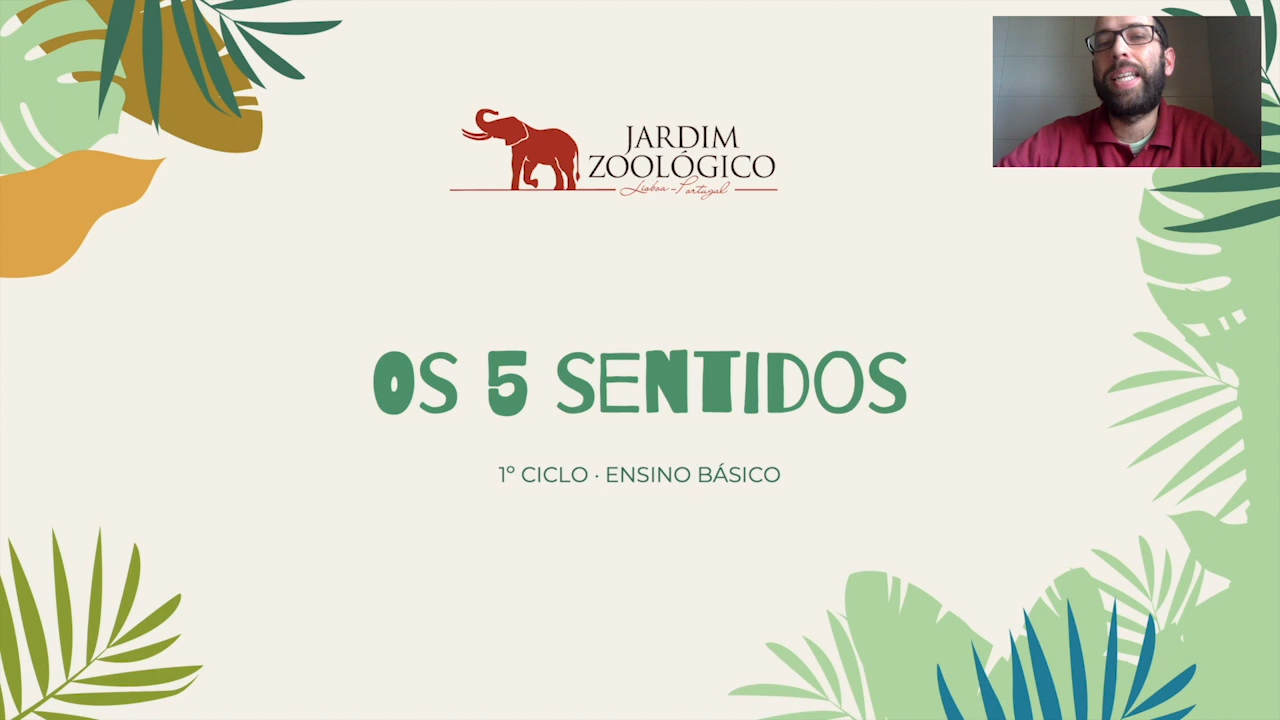 JARDIM
ZOOLÓGICO
Lisboa - Portugal
OS 5 SENTIDOS
1º CICLO · ENSINO BÁSICO